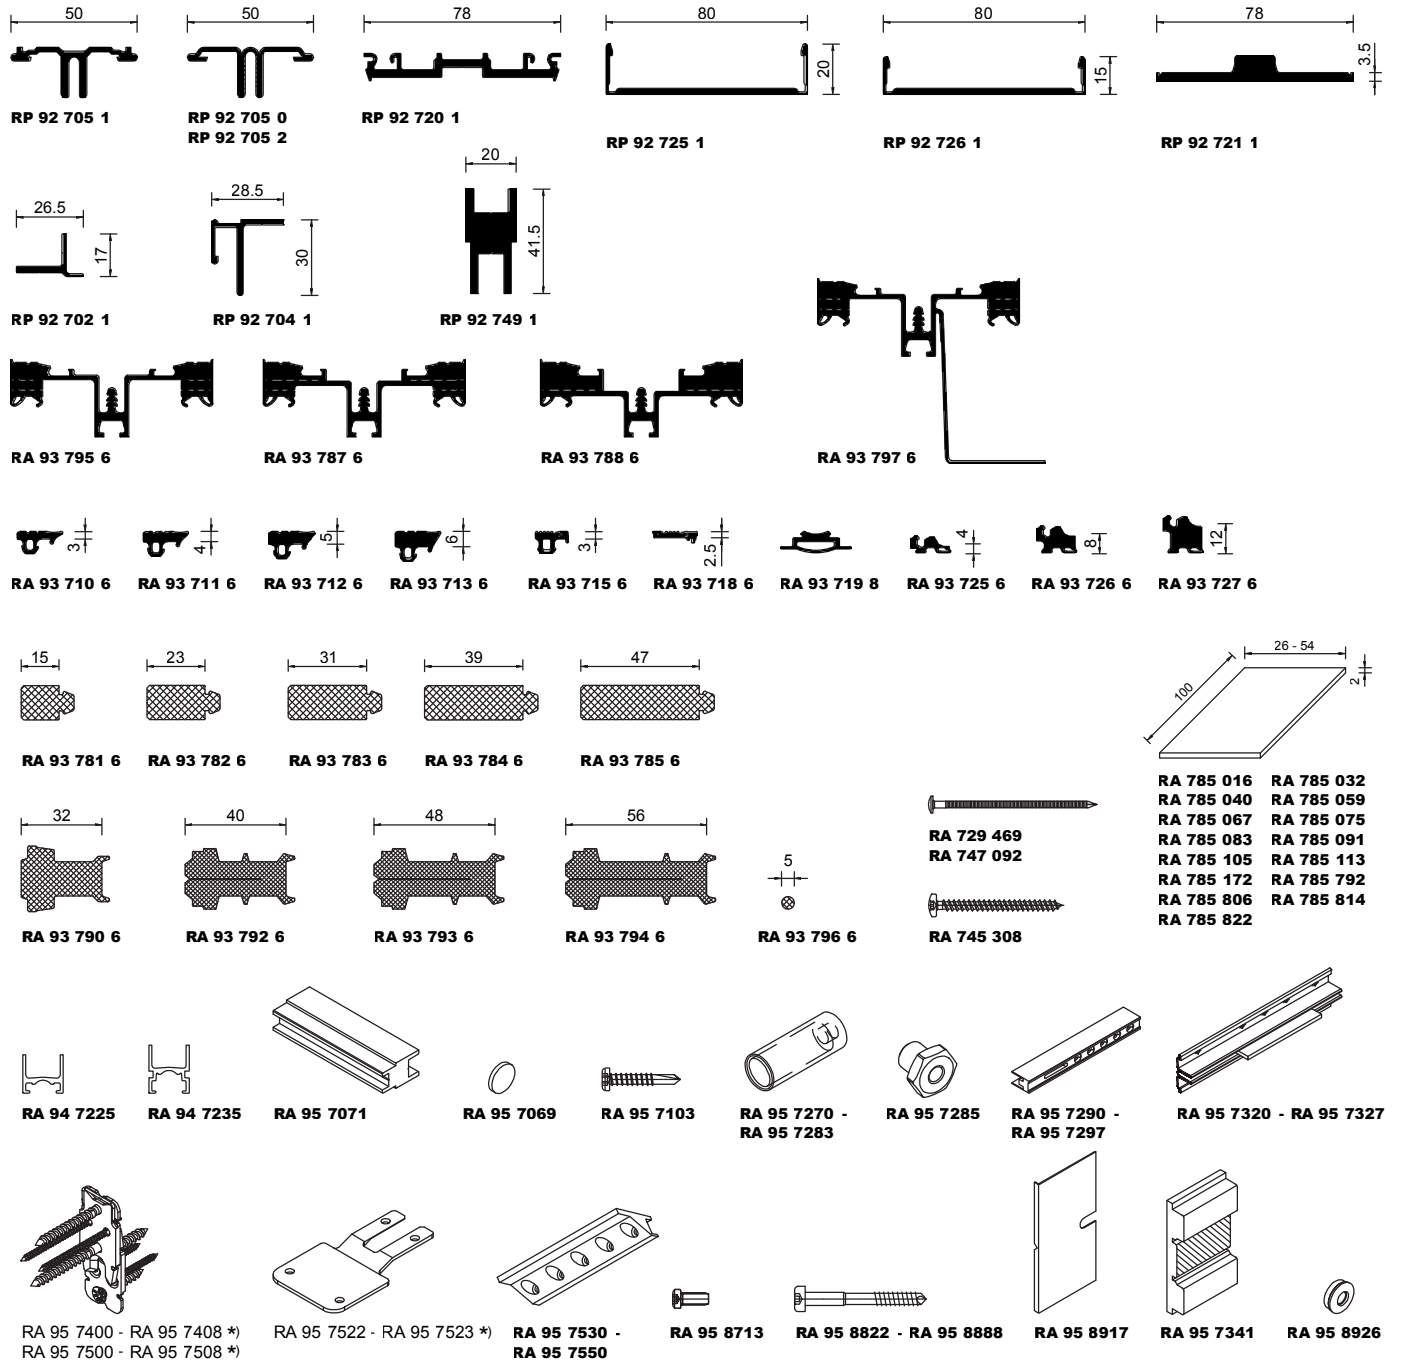 50 50 78 80 80 78
20 15 3.5
RP 92 705 1 RP 92 705 0 RP 92 720 1
RP 92 705 2 RP 92 725 1 RP 92 726 1 RP 92 721 1
20
26.5 28.5
17 30 41.5
RP 92 702 1 RP 92 704 1 RP 92 749 1
RA 93 795 6 RA 93 787 6 RA 93 788 6 RA 93 797 6
3 4 5 6 3 2.5 4 8 12
RA 93 710 6 RA 93 711 6 RA 93 712 6 RA 93 713 6 RA 93 715 6 RA 93 718 6 RA 93 719 8 RA 93 725 6 RA 93 726 6 RA 93 727 6
15 23 31 39 47 26 - 54
100 2
RA 93 781 6 RA 93 782 6 RA 93 783 6 RA 93 784 6 RA 93 785 6
RA 785 016 RA 785 032
RA 785 040 RA 785 059
RA 785 067 RA 785 075
RA 785 083 RA 785 091
RA 785 105 RA 785 113
RA 785 172 RA 785 792
RA 785 806 RA 785 814
RA 785 822
32 40 48 56
RA 729 469
RA 747 092
5
RA 93 790 6 RA 93 792 6 RA 93 793 6 RA 93 794 6 RA 93 796 6 RA 745 308
RA 94 7225 RA 94 7235 RA 95 7071 RA 95 7069 RA 95 7103 RA 95 7270 - RA 95 7285 RA 95 7290 - RA 95 7320 - RA 95 7327
RA 95 7283 RA 95 7297
RA 95 7400 - RA 95 7408 *) RA 95 7522 - RA 95 7523 *) RA 95 7530 - RA 95 8713 RA 95 8822 - RA 95 8888 RA 95 8917 RA 95 7341 RA 95 8926
RA 95 7500 - RA 95 7508 *) RA 95 7550